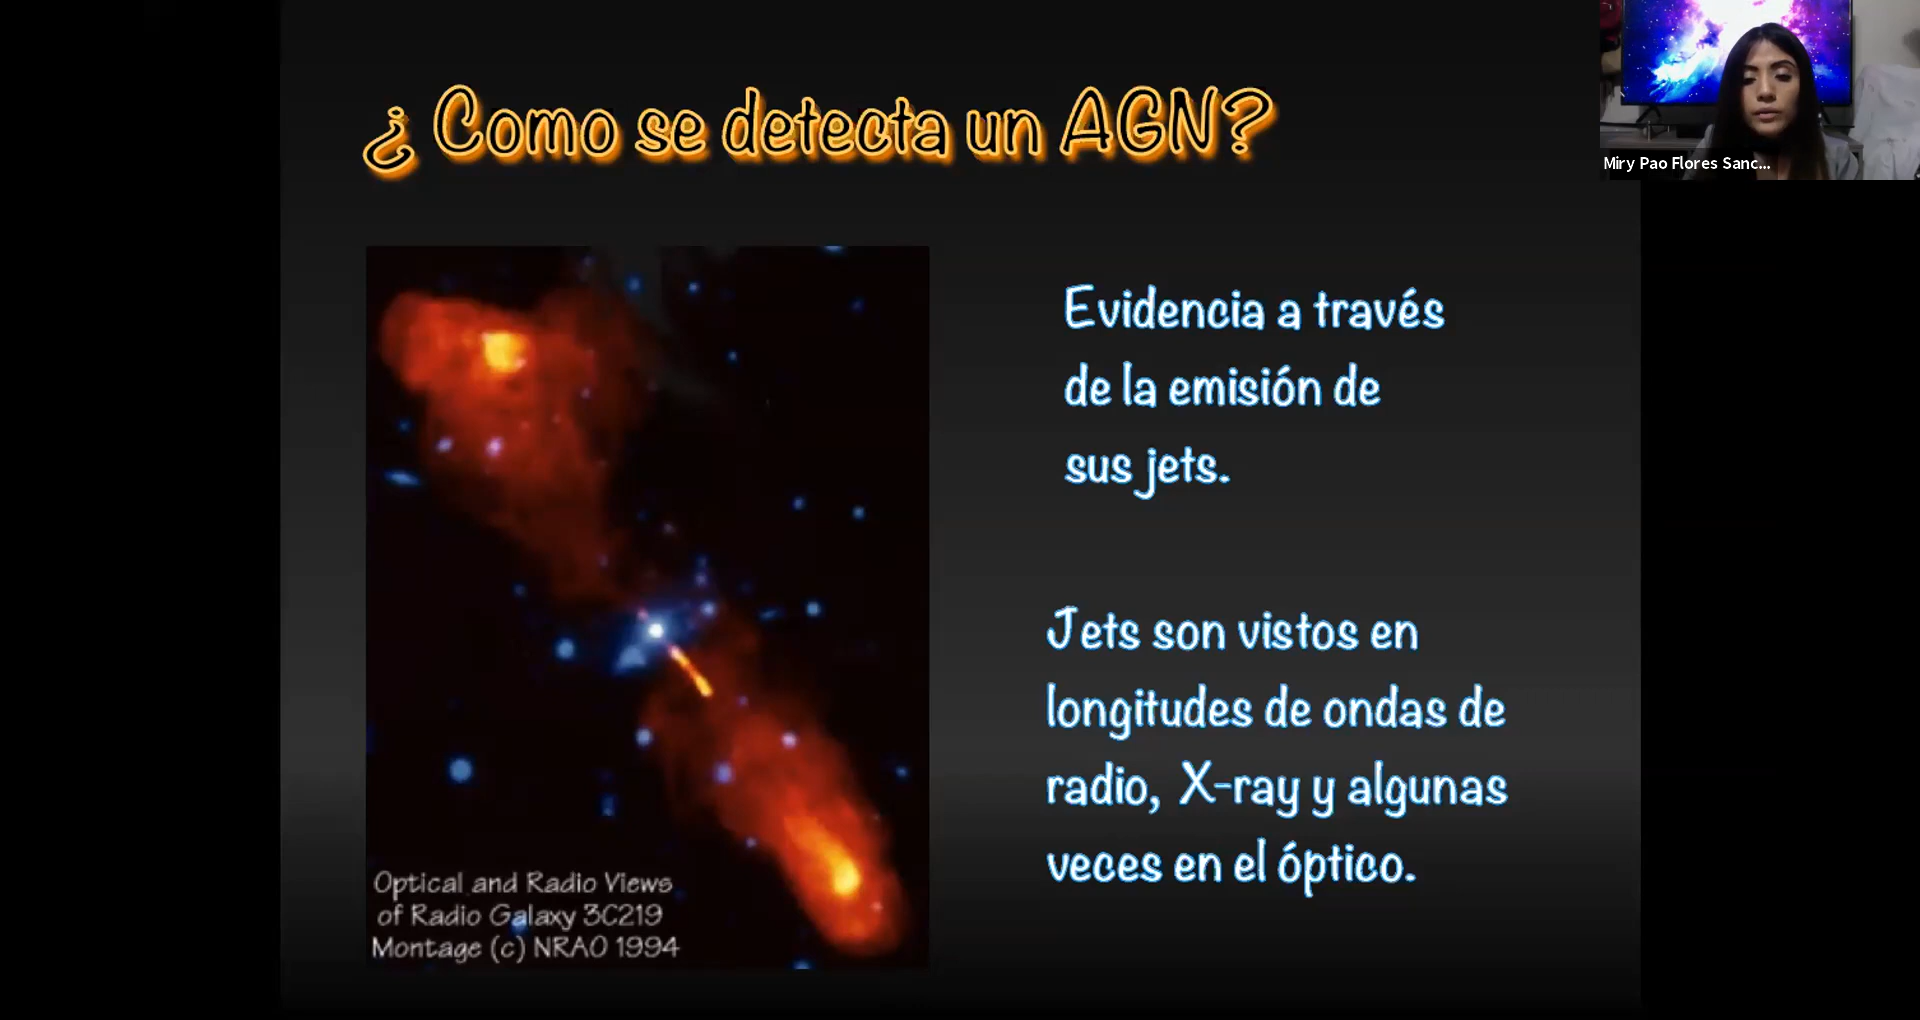 ¿ Como se detecta un AGN?
Miry Pao Flores Sanc...
Evidencia a través
de la emisión de
sus jets.
Jets son vistos en
longitudes de ondas de
radio, X-ray y algunas
veces en el óptico.
Optical and Radio Views
of Radio Galaxy 3C219
Montage (c) NRAO 1994